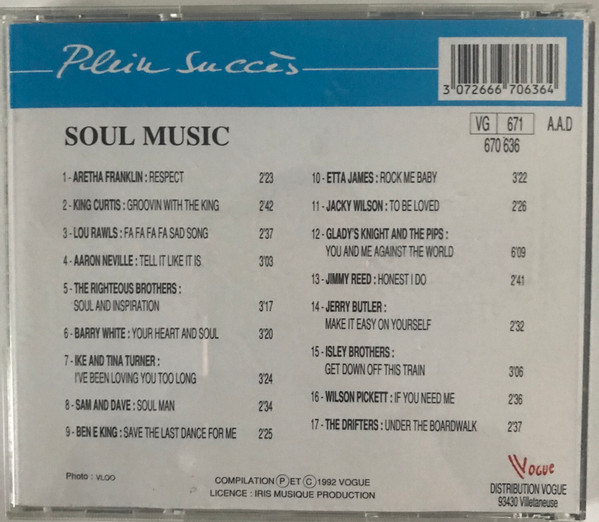 Plein Succès
3 072666 706364
SOUL MUSIC
VG 671 A.A.D
670 636
1 - ARETHA FRANKLIN : RESPECT 2'23
2 - KING CURTIS : GROOVIN WITH THE KING 2'42
3 - LOU RAWLS : FA FA FA FA SAD SONG 2'37
4 - AARON NEVILLE : TELL IT LIKE IT IS 3'03
5 - THE RIGHTEOUS BROTHERS :
SOUL AND INSPIRATION 3'17
6 - BARRY WHITE : YOUR HEART AND SOUL 3'20
7 - IKE AND TINA TURNER :
I'VE BEEN LOVING YOU TOO LONG 3'24
8 - SAM AND DAVE : SOUL MAN 2'34
9 - BEN E KING : SAVE THE LAST DANCE FOR ME 2'25
10 - ETTA JAMES : ROCK ME BABY 3'22
11 - JACKY WILSON : TO BE LOVED 2'26
12 - GLADY'S KNIGHT AND THE PIPS :
YOU AND ME AGAINST THE WORLD 6'09
13 - JIMMY REED : HONEST I DO 2'41
14 - JERRY BUTLER :
MAKE IT EASY ON YOURSELF 2'32
15 - ISLEY BROTHERS :
GET DOWN OFF THIS TRAIN 3'06
16 - WILSON PICKETT : IF YOU NEED ME 2'36
17 - THE DRIFTERS : UNDER THE BOARDWALK 2'37
Photo : VLOO
COMPILATION Ⓟ ET Ⓒ 1992 VOGUE
LICENCE : IRIS MUSIQUE PRODUCTION
VOGUE
DISTRIBUTION VOGUE
93430 Villetaneuse